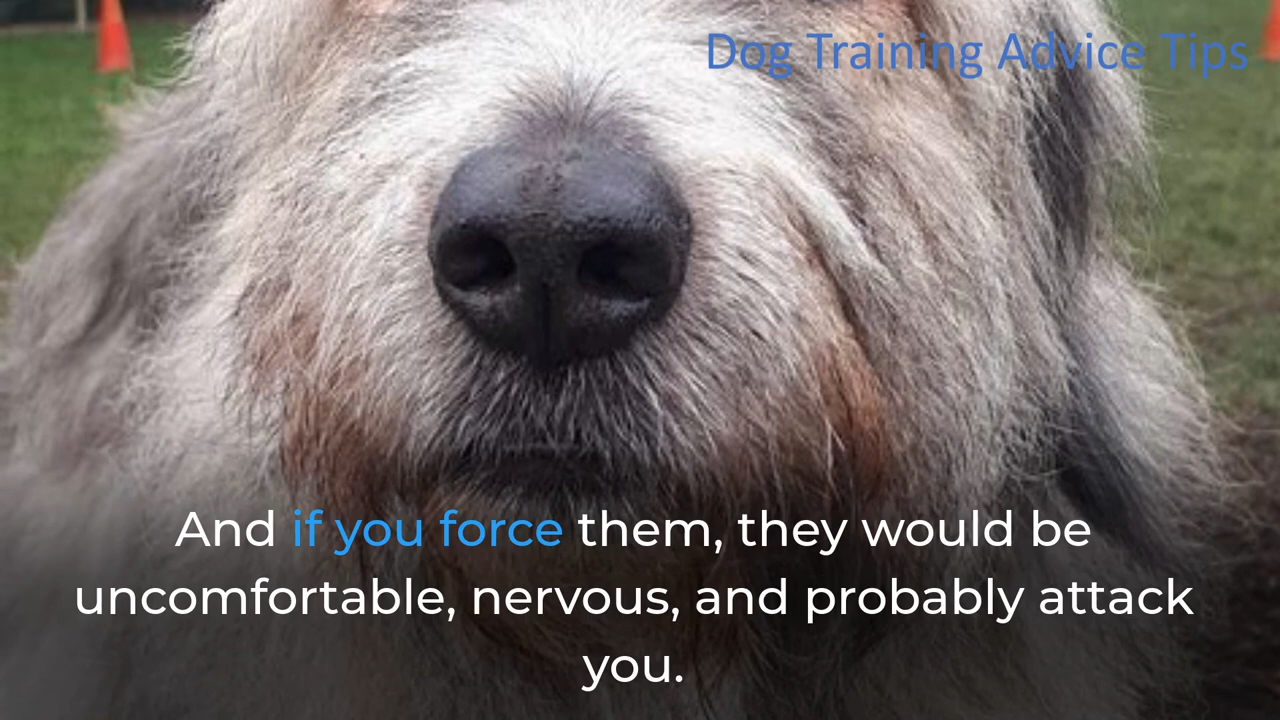 Dog Training Advice Tips
And if you force them, they would be
uncomfortable, nervous, and probably attack
you.